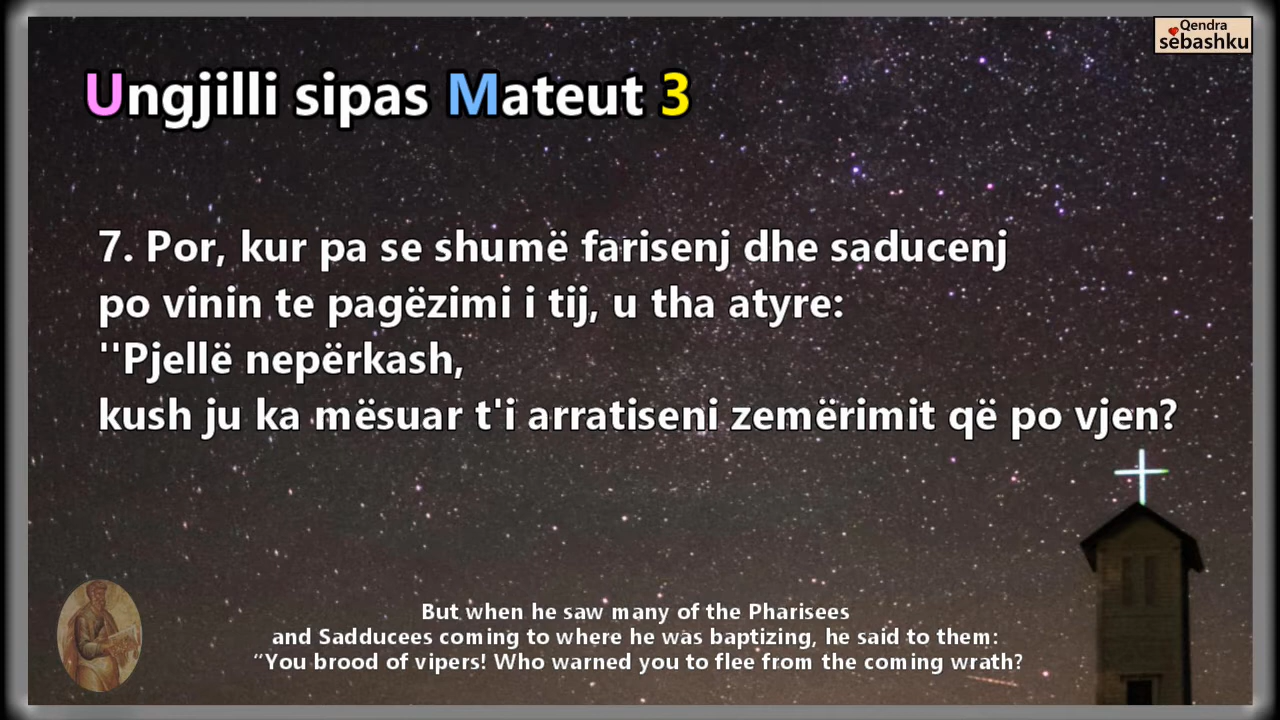 Qendra
sebashku
Ungjilli sipas Mateut 3
7. Por, kur pa se shumë farisenj dhe saducenj
po vinin te pagëzimi i tij, u tha atyre:
''Pjellë nepërkash,
kush ju ka mësuar t'i arratiseni zemërimit që po vjen?
But when he saw many of the Pharisees
and Sadducees coming to where he was baptizing, he said to them:
“You brood of vipers! Who warned you to flee from the coming wrath?